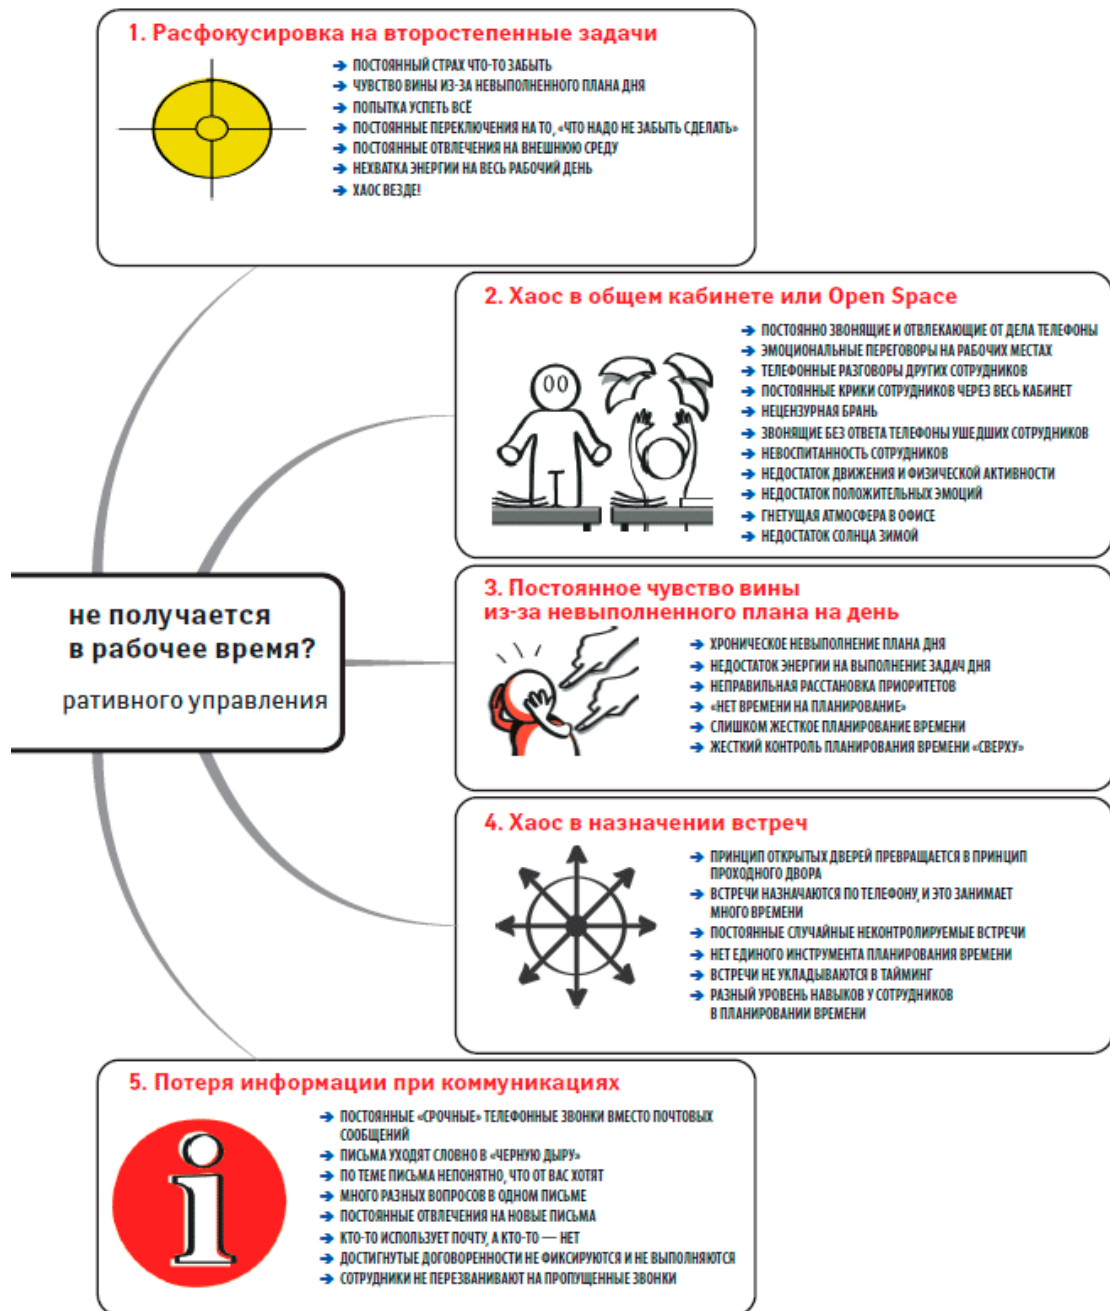 1. Расфокусировка на второстепенные задачи
ПОСТОЯННЫЙ СТРАХ ЧТО-ТО ЗАБЫТЬ
ЧУВСТВО ВИНЫ ИЗ-ЗА НЕВЫПОЛНЕННОГО ПЛАНА ДНЯ
ПОПЫТКА УСПЕТЬ ВСЁ
ПОСТОЯННЫЕ ПЕРЕКЛЮЧЕНИЯ НА ТО, «ЧТО НАДО НЕ ЗАБЫТЬ СДЕЛАТЬ»
ПОСТОЯННЫЕ ОТВЛЕЧЕНИЯ НА ВНЕШНЮЮ СРЕДУ
НЕХВАТКА ЭНЕРГИИ НА ВЕСЬ РАБОЧИЙ ДЕНЬ
ХАОС ВЕЗДЕ!
2. Хаос в общем кабинете или Open Space
ПОСТОЯННО ЗВОНЯЩИЕ И ОТВЛЕКАЮЩИЕ ОТ ДЕЛА ТЕЛЕФОНЫ
ЭМОЦИОНАЛЬНЫЕ ПЕРЕГОВОРЫ НА РАБОЧИХ МЕСТАХ
ТЕЛЕФОННЫЕ РАЗГОВОРЫ ДРУГИХ СОТРУДНИКОВ
ПОСТОЯННЫЕ КРИКИ СОТРУДНИКОВ ЧЕРЕЗ ВЕСЬ КАБИНЕТ
НЕЦЕНЗУРНАЯ БРАНЬ
ЗВОНЯЩИЕ БЕЗ ОТВЕТА ТЕЛЕФОНЫ УШЕДШИХ СОТРУДНИКОВ
НЕВОСПИТАННОСТЬ СОТРУДНИКОВ
НЕДОСТАТОК ДВИЖЕНИЯ И ФИЗИЧЕСКОЙ АКТИВНОСТИ
НЕДОСТАТОК ПОЛОЖИТЕЛЬНЫХ ЭМОЦИЙ
ГНЕТУЩАЯ АТМОСФЕРА В ОФИСЕ
НЕДОСТАТОК СОЛНЦА ЗИМОЙ
не получается
в рабочее время?
ративного управления
3. Постоянное чувство вины
из-за невыполненного плана на день
ХРОНИЧЕСКОЕ НЕВЫПОЛНЕНИЕ ПЛАНА ДНЯ
НЕДОСТАТОК ЭНЕРГИИ НА ВЫПОЛНЕНИЕ ЗАДАЧ ДНЯ
НЕПРАВИЛЬНАЯ РАССТАНОВКА ПРИОРИТЕТОВ
«НЕТ ВРЕМЕНИ НА ПЛАНИРОВАНИЕ»
СЛИШКОМ ЖЕСТКОЕ ПЛАНИРОВАНИЕ ВРЕМЕНИ
ЖЕСТКИЙ КОНТРОЛЬ ПЛАНИРОВАНИЯ ВРЕМЕНИ «СВЕРХУ»
4. Хаос в назначении встреч
ПРИНЦИП ОТКРЫТЫХ ДВЕРЕЙ ПРЕВРАЩАЕТСЯ В ПРИНЦИП
ПРОХОДНОГО ДВОРА
ВСТРЕЧИ НАЗНАЧАЮТСЯ ПО ТЕЛЕФОНУ, И ЭТО ЗАНИМАЕТ
МНОГО ВРЕМЕНИ
ПОСТОЯННЫЕ СЛУЧАЙНЫЕ НЕКОНТРОЛИРУЕМЫЕ ВСТРЕЧИ
НЕТ ЕДИНОГО ИНСТРУМЕНТА ПЛАНИРОВАНИЯ ВРЕМЕНИ
ВСТРЕЧИ НЕ УКЛАДЫВАЮТСЯ В ТАЙМИНГ
РАЗНЫЙ УРОВЕНЬ НАВЫКОВ У СОТРУДНИКОВ
В ПЛАНИРОВАНИИ ВРЕМЕНИ
5. Потеря информации при коммуникациях
ПОСТОЯННЫЕ «СРОЧНЫЕ» ТЕЛЕФОННЫЕ ЗВОНКИ ВМЕСТО ПОЧТОВЫХ
СООБЩЕНИЙ
ПИСЬМА УХОДЯТ СЛОВНО В «ЧЕРНУЮ ДЫРУ»
ПО ТЕМЕ ПИСЬМА НЕПОНЯТНО, ЧТО ОТ ВАС ХОТЯТ
МНОГО РАЗНЫХ ВОПРОСОВ В ОДНОМ ПИСЬМЕ
ПОСТОЯННЫЕ ОТВЛЕЧЕНИЯ НА НОВЫЕ ПИСЬМА
КТО-ТО ИСПОЛЬЗУЕТ ПОЧТУ, А КТО-ТО — НЕТ
ДОСТИГНУТЫЕ ДОГОВОРЕННОСТИ НЕ ФИКСИРУЮТСЯ И НЕ ВЫПОЛНЯЮТСЯ
СОТРУДНИКИ НЕ ПЕРЕЗВАНИВАЮТ НА ПРОПУЩЕННЫЕ ЗВОНКИ